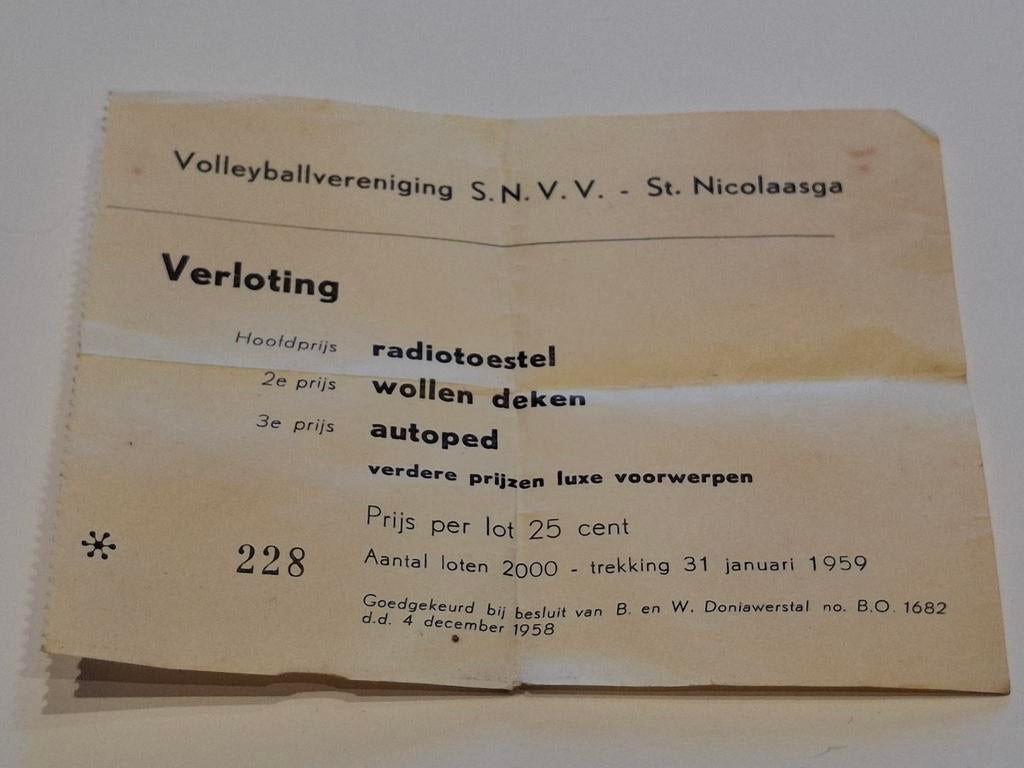 Volleyballvereniging S.N.V.V. - St. Nicolaasga
Verloting
Hoofdprijs radiotoestel
2e prijs wollen deken
3e prijs autoped
verdere prijzen luxe voorwerpen
Prijs per lot 25 cent
* 228 Aantal loten 2000 - trekking 31 januari 1959
Goedgekeurd bij besluit van B. en W. Doniawerstal no. B.O. 1682
d.d. 4 december 1958